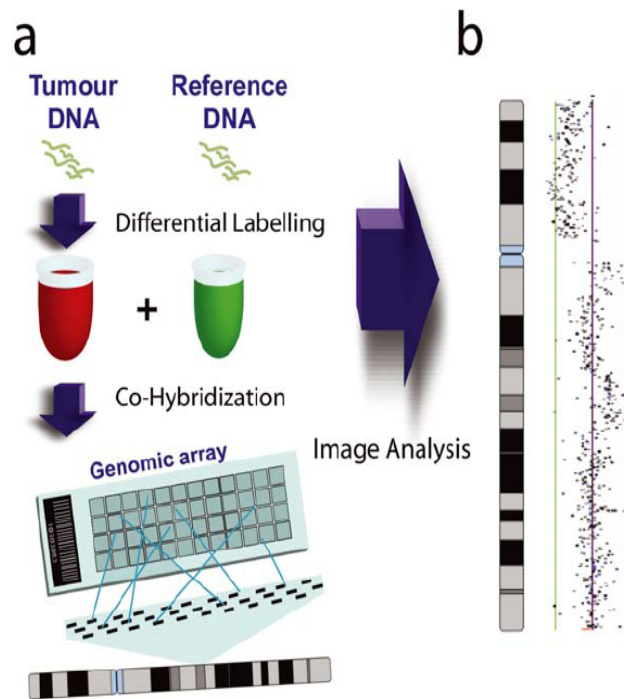 a
b
Tumour
DNA
Reference
DNA
Differential Labelling
+
Co-Hybridization
Genomic array
Image Analysis